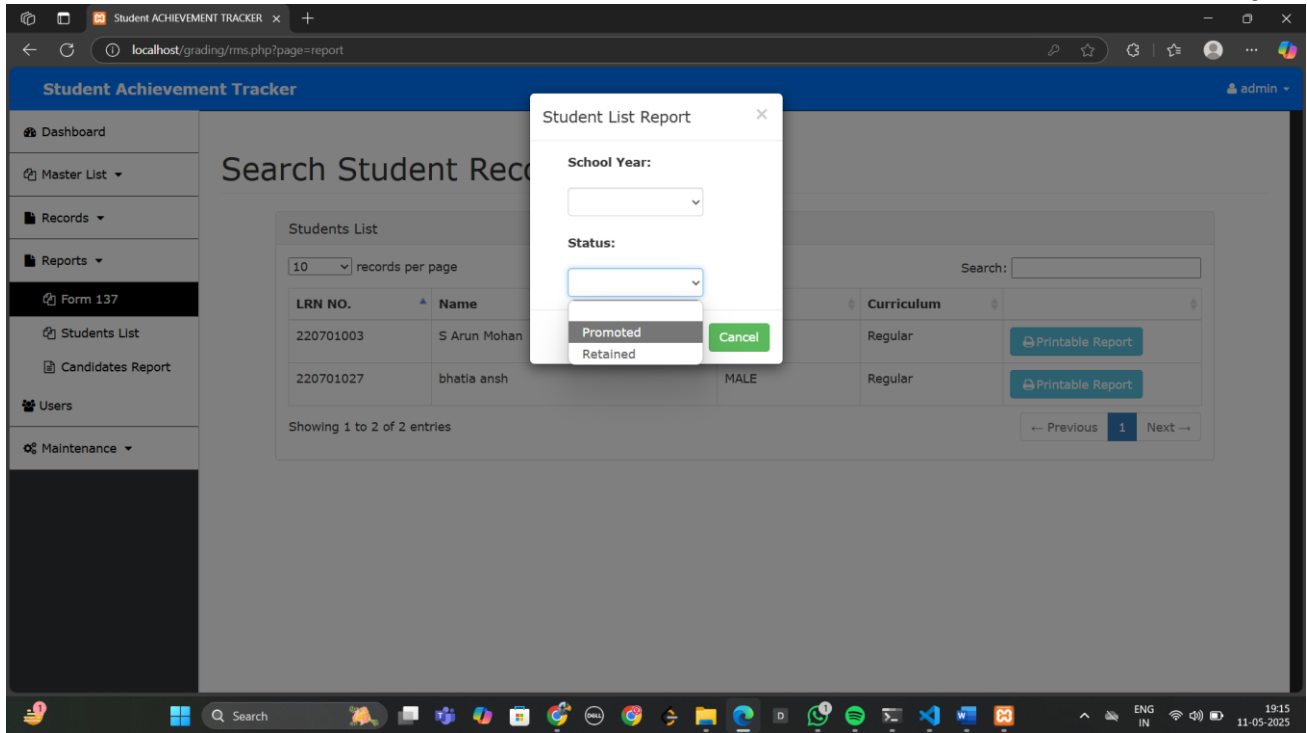 Student ACHIEVEMENT TRACKER
localhost/grading/rms.php?page=report
Student Achievement Tracker
admin
Dashboard
Master List
Records
Reports
Form 137
Students List
Candidates Report
Users
Maintenance
Search Student Reco
Student List Report ×
School Year:
Status:
Promoted
Retained
Cancel
Students List
10 records per page
Search:
LRN NO. Name Curriculum
220701003 S Arun Mohan Regular Printable Report
220701027 bhatia ansh MALE Regular Printable Report
Showing 1 to 2 of 2 entries
← Previous 1 Next →
1
Search
DELL
D
ENG
IN
19:15
11-05-2025